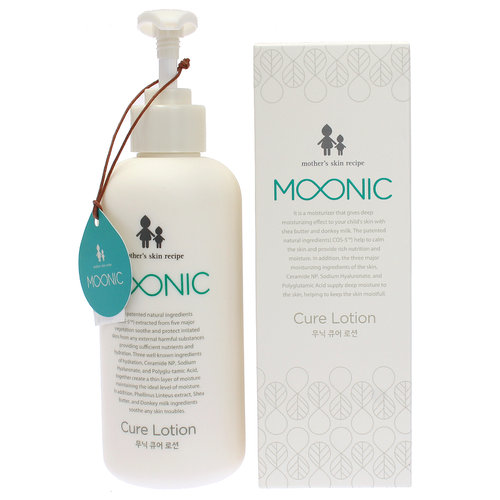 mother's skin recipe
MOONIC
mother's skin recipe
MOONIC
patented natural ingredients
extracted from five major
vegetation soothe and protect irritated
skin from any external harmful substances
providing sufficient nutrients and
hydration. Three well known ingredients
of hydration, Ceramide NP, Sodium
Hyaluronate, and Polyglu-tamic Acid,
together create a thin layer of moisture
maintaining the ideal level of moisture.
In addition, Phallinus Linteus extract, Shea
Butter, and Donkey milk ingredients
soothe any skin troubles.
Cure Lotion
무닉 큐어 로션
mother's skin recipe
MOONIC
It is a moisturizer that gives deep
moisturizing effect to your child's skin with
shea butter and donkey milk. The patented
natural ingredients( COS-5™) help to calm
the skin and provide rich nutrition and
moisture. In addition, the three major
moisturizing ingredients of the skin,
Ceramide NP, Sodium Hyaluronate, and
Polyglutamic Acid supply deep moisture to
the skin, helping to keep the skin moistfull.
Cure Lotion
무닉 큐어 로션